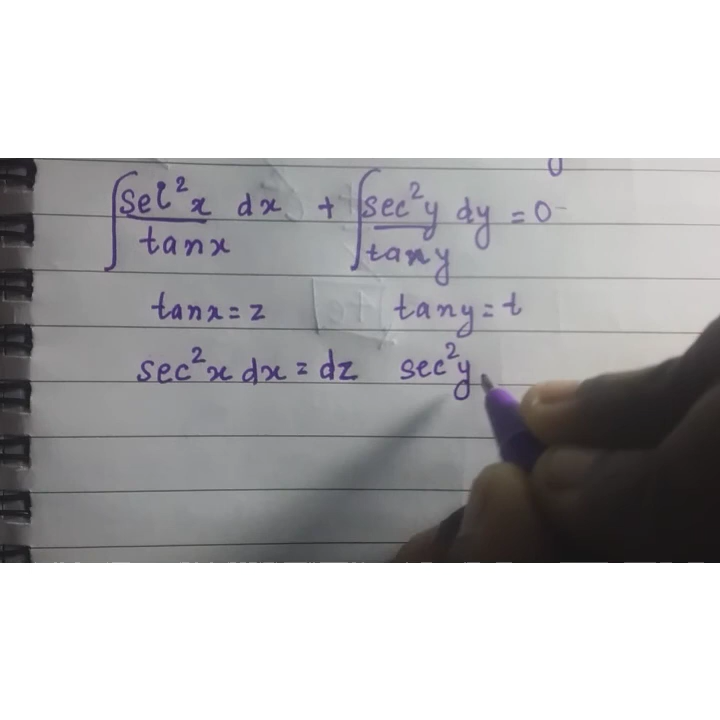 ∫ sec²x/tanx dx + ∫ sec²y/tany dy = 0
tanx = z tany = t
sec²x dx = dz sec²y